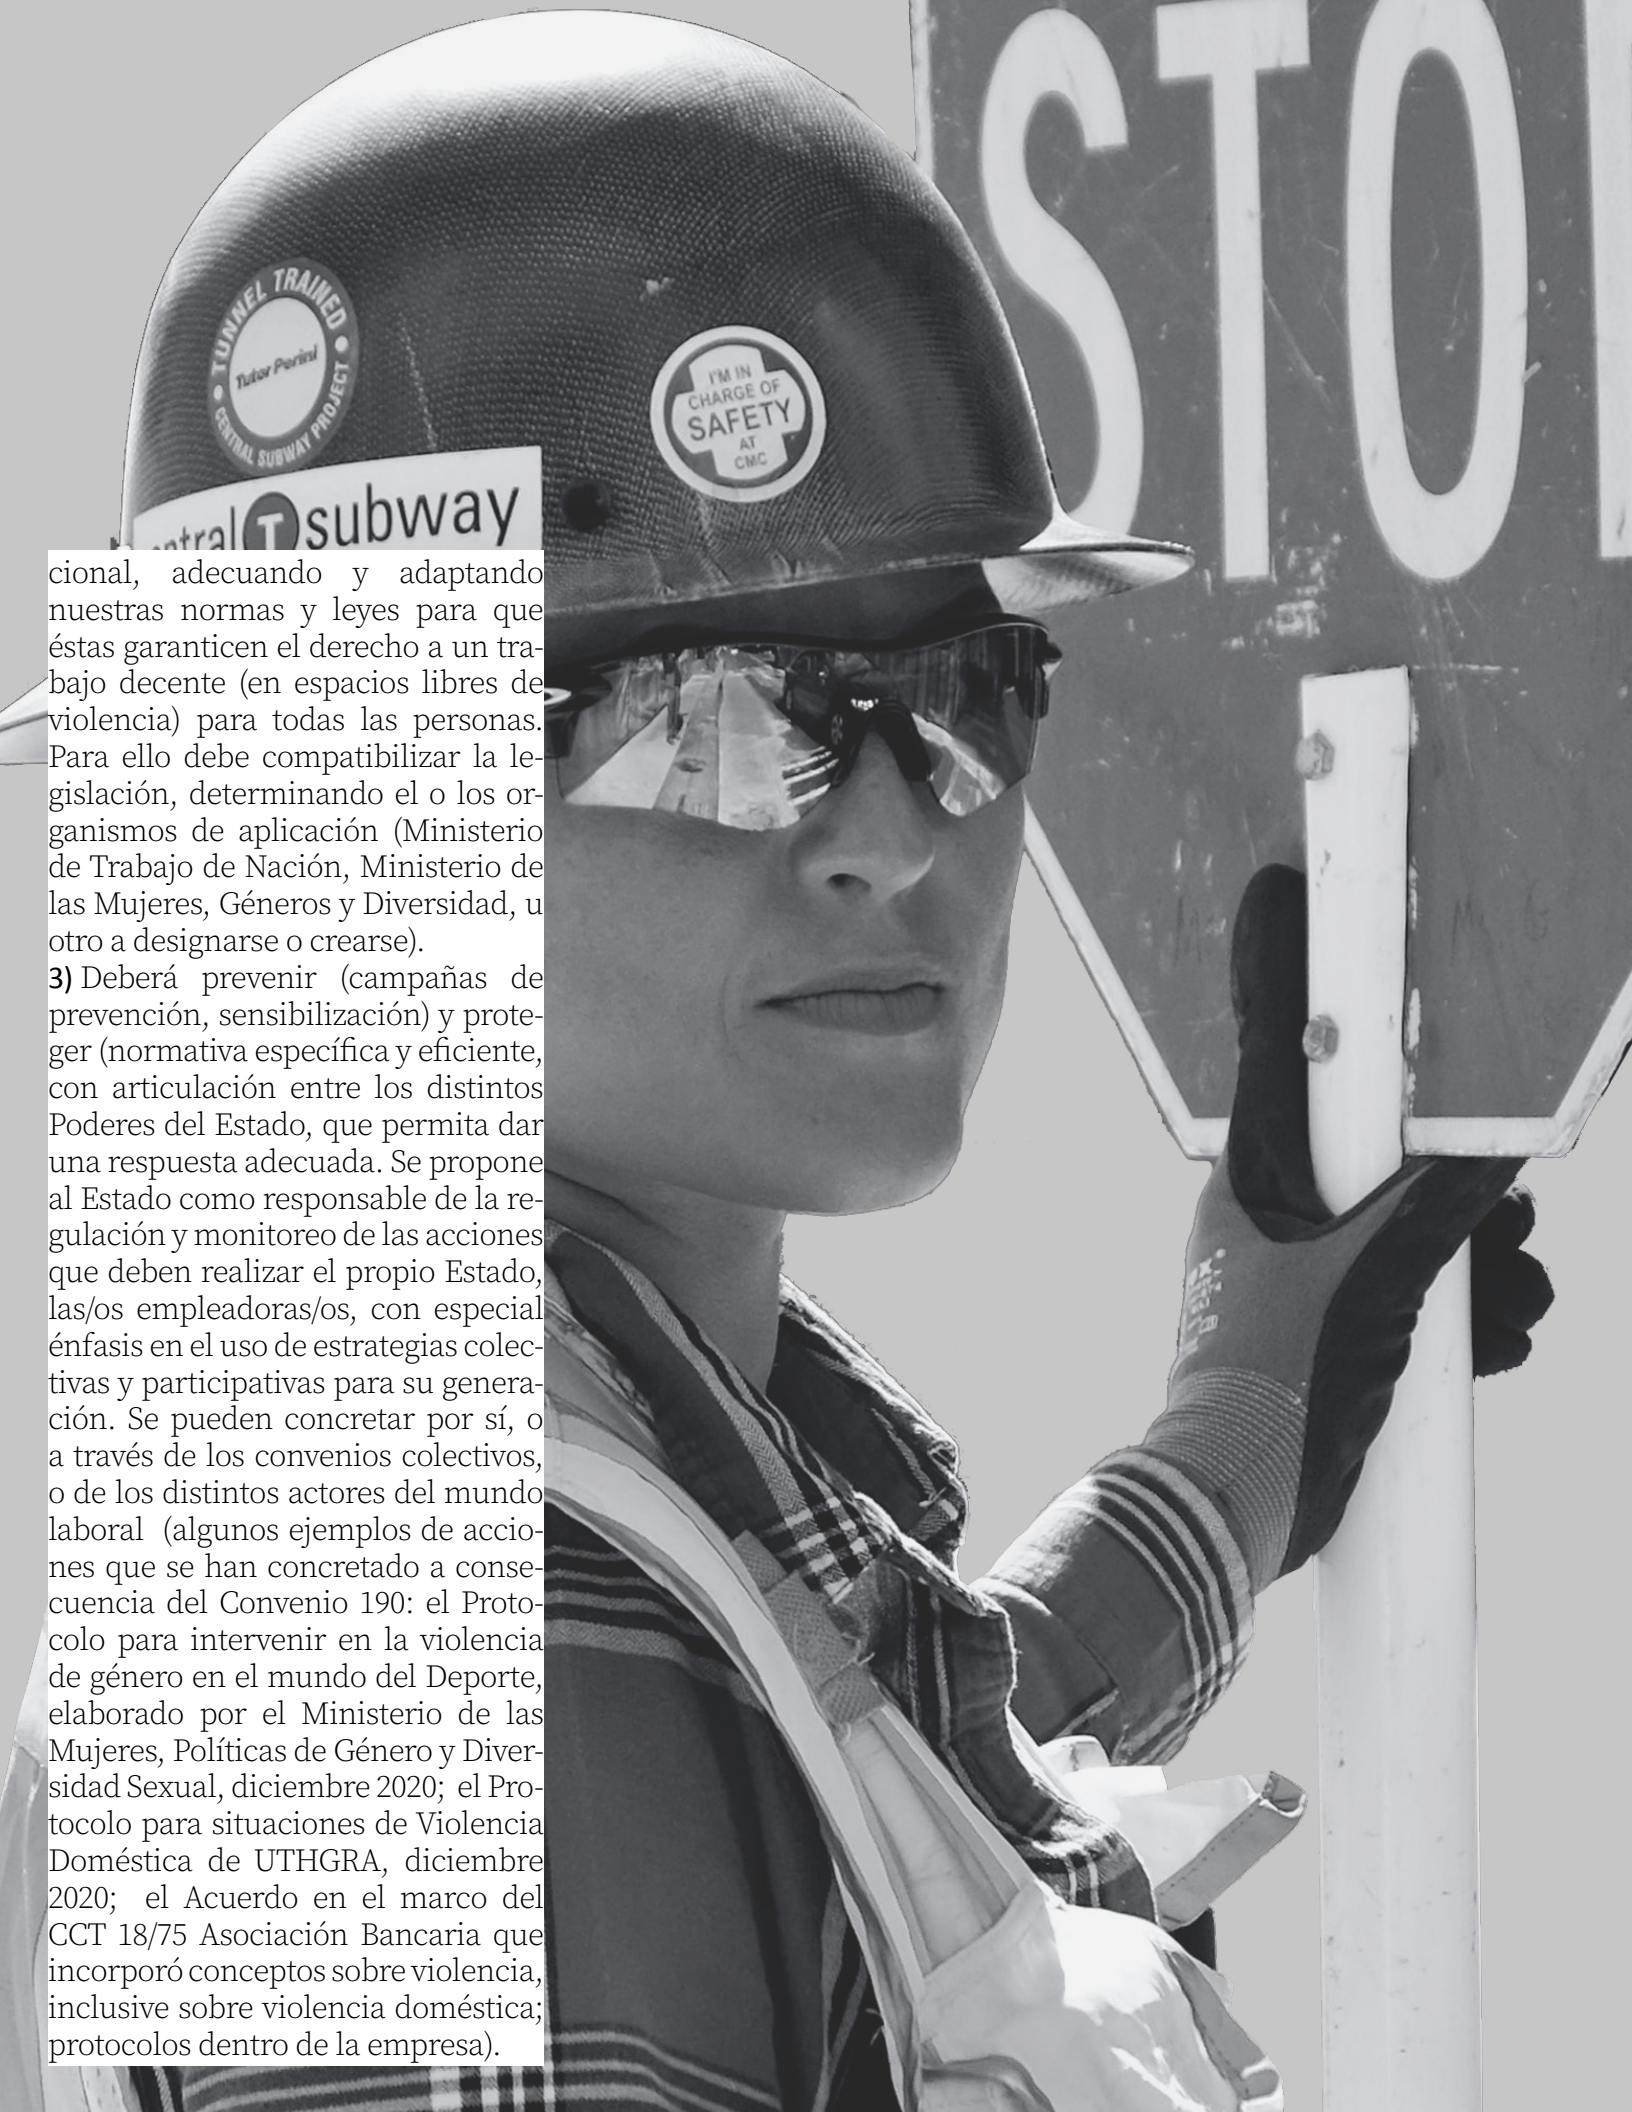 STO
TUNNEL TRAINED
Tutor Perini
CENTRAL SUBWAY PROJECT
I'M IN
CHARGE OF
SAFETY
AT
CMC
T subway
cional, adecuando y adaptando
nuestras normas y leyes para que
éstas garanticen el derecho a un tra-
bajo decente (en espacios libres de
violencia) para todas las personas.
Para ello debe compatibilizar la le-
gislación, determinando el o los or-
ganismos de aplicación (Ministerio
de Trabajo de Nación, Ministerio de
las Mujeres, Géneros y Diversidad, u
otro a designarse o crearse).
3) Deberá prevenir (campañas de
prevención, sensibilización) y prote-
ger (normativa específica y eficiente,
con articulación entre los distintos
Poderes del Estado, que permita dar
una respuesta adecuada. Se propone
al Estado como responsable de la re-
gulación y monitoreo de las acciones
que deben realizar el propio Estado,
las/os empleadoras/os, con especial
énfasis en el uso de estrategias colec-
tivas y participativas para su genera-
ción. Se pueden concretar por sí, o
a través de los convenios colectivos,
o de los distintos actores del mundo
laboral (algunos ejemplos de accio-
nes que se han concretado a conse-
cuencia del Convenio 190: el Proto-
colo para intervenir en la violencia
de género en el mundo del Deporte,
elaborado por el Ministerio de las
Mujeres, Políticas de Género y Diver-
sidad Sexual, diciembre 2020; el Pro-
tocolo para situaciones de Violencia
Doméstica de UTHGRA, diciembre
2020; el Acuerdo en el marco del
CCT 18/75 Asociación Bancaria que
incorporó conceptos sobre violencia,
inclusive sobre violencia doméstica;
protocolos dentro de la empresa).